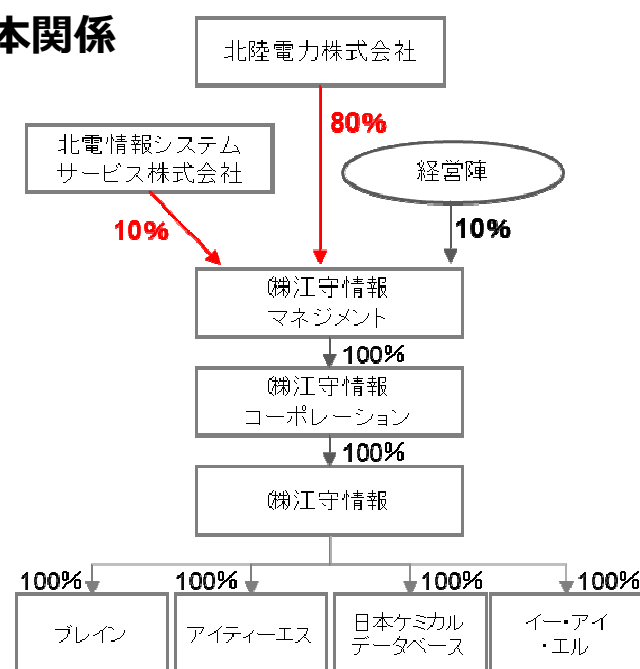 本関係
北陸電力株式会社
80%
北電情報システム
サービス株式会社
経営陣
10%
10%
㈱江守情報
マネジメント
100%
㈱江守情報
コーポレーション
100%
㈱江守情報
100%
100%
100%
100%
ブレイン
アイティーエス
日本ケミカル
データベース
イー・アイ
・エル